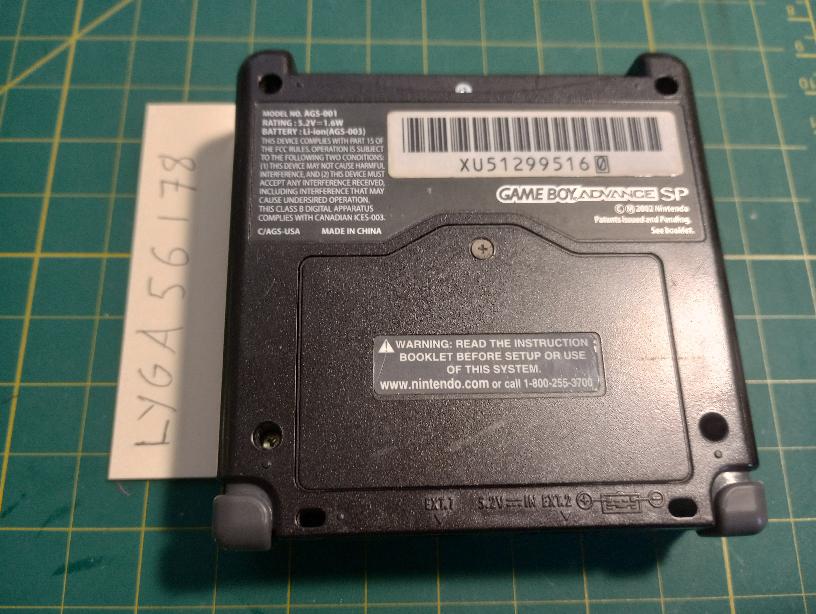 LYGA56178
MODEL NO. AGS-001
RATING : 5.2V⎓1.6W
BATTERY : Li-ion(AGS-003)
THIS DEVICE COMPLIES WITH PART 15 OF
THE FCC RULES. OPERATION IS SUBJECT
TO THE FOLLOWING TWO CONDITIONS:
(1) THIS DEVICE MAY NOT CAUSE HARMFUL
INTERFERENCE, AND (2) THIS DEVICE MUST
ACCEPT ANY INTERFERENCE RECEIVED,
INCLUDING INTERFERENCE THAT MAY
CAUSE UNDERSIRED OPERATION.
THIS CLASS B DIGITAL APPARATUS
COMPLIES WITH CANADIAN ICES-003.
C/AGS-USA MADE IN CHINA
XU512995160
GAME BOY ADVANCE SP
©Ⓜ2002 Nintendo
Patents Issued and Pending.
See booklet.
WARNING: READ THE INSTRUCTION
BOOKLET BEFORE SETUP OR USE
OF THIS SYSTEM.
www.nintendo.com or call 1-800-255-3700
EXT.1 5.2V⎓IN EXT.2